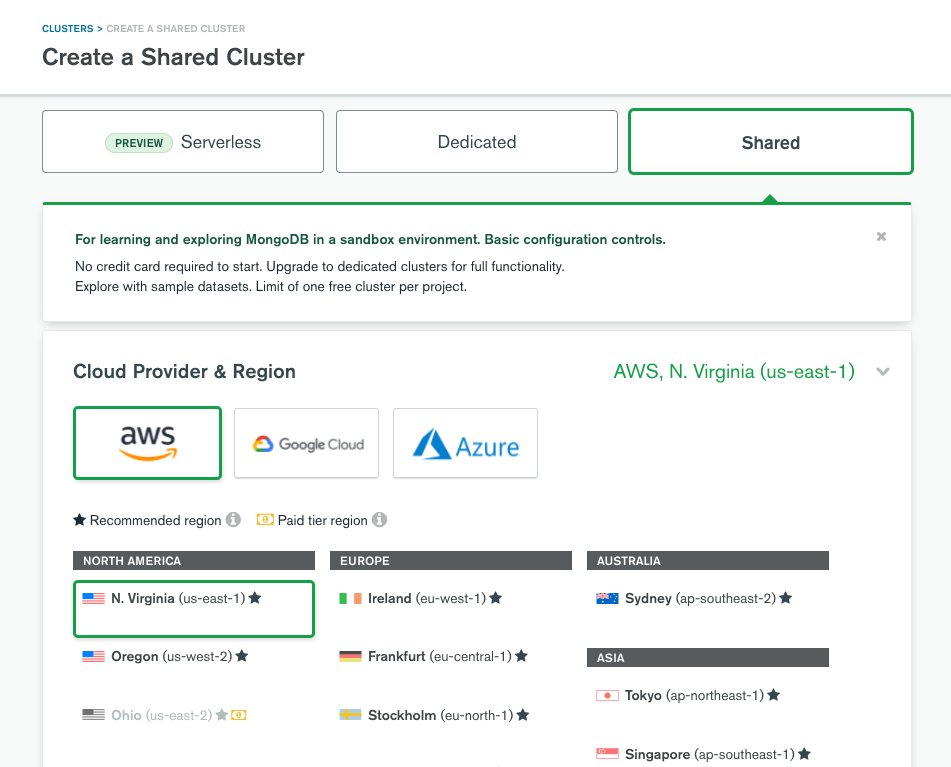 CLUSTERS > CREATE A SHARED CLUSTER
Create a Shared Cluster
PREVIEW Serverless
Dedicated
Shared
For learning and exploring MongoDB in a sandbox environment. Basic configuration controls.
No credit card required to start. Upgrade to dedicated clusters for full functionality.
Explore with sample datasets. Limit of one free cluster per project.
Cloud Provider & Region
AWS, N. Virginia (us-east-1)
aws
Google Cloud
Azure
★ Recommended region
Paid tier region
NORTH AMERICA
N. Virginia (us-east-1) ★
Oregon (us-west-2) ★
Ohio (us-east-2) ★
EUROPE
Ireland (eu-west-1) ★
Frankfurt (eu-central-1) ★
Stockholm (eu-north-1) ★
AUSTRALIA
Sydney (ap-southeast-2) ★
ASIA
Tokyo (ap-northeast-1) ★
Singapore (ap-southeast-1) ★